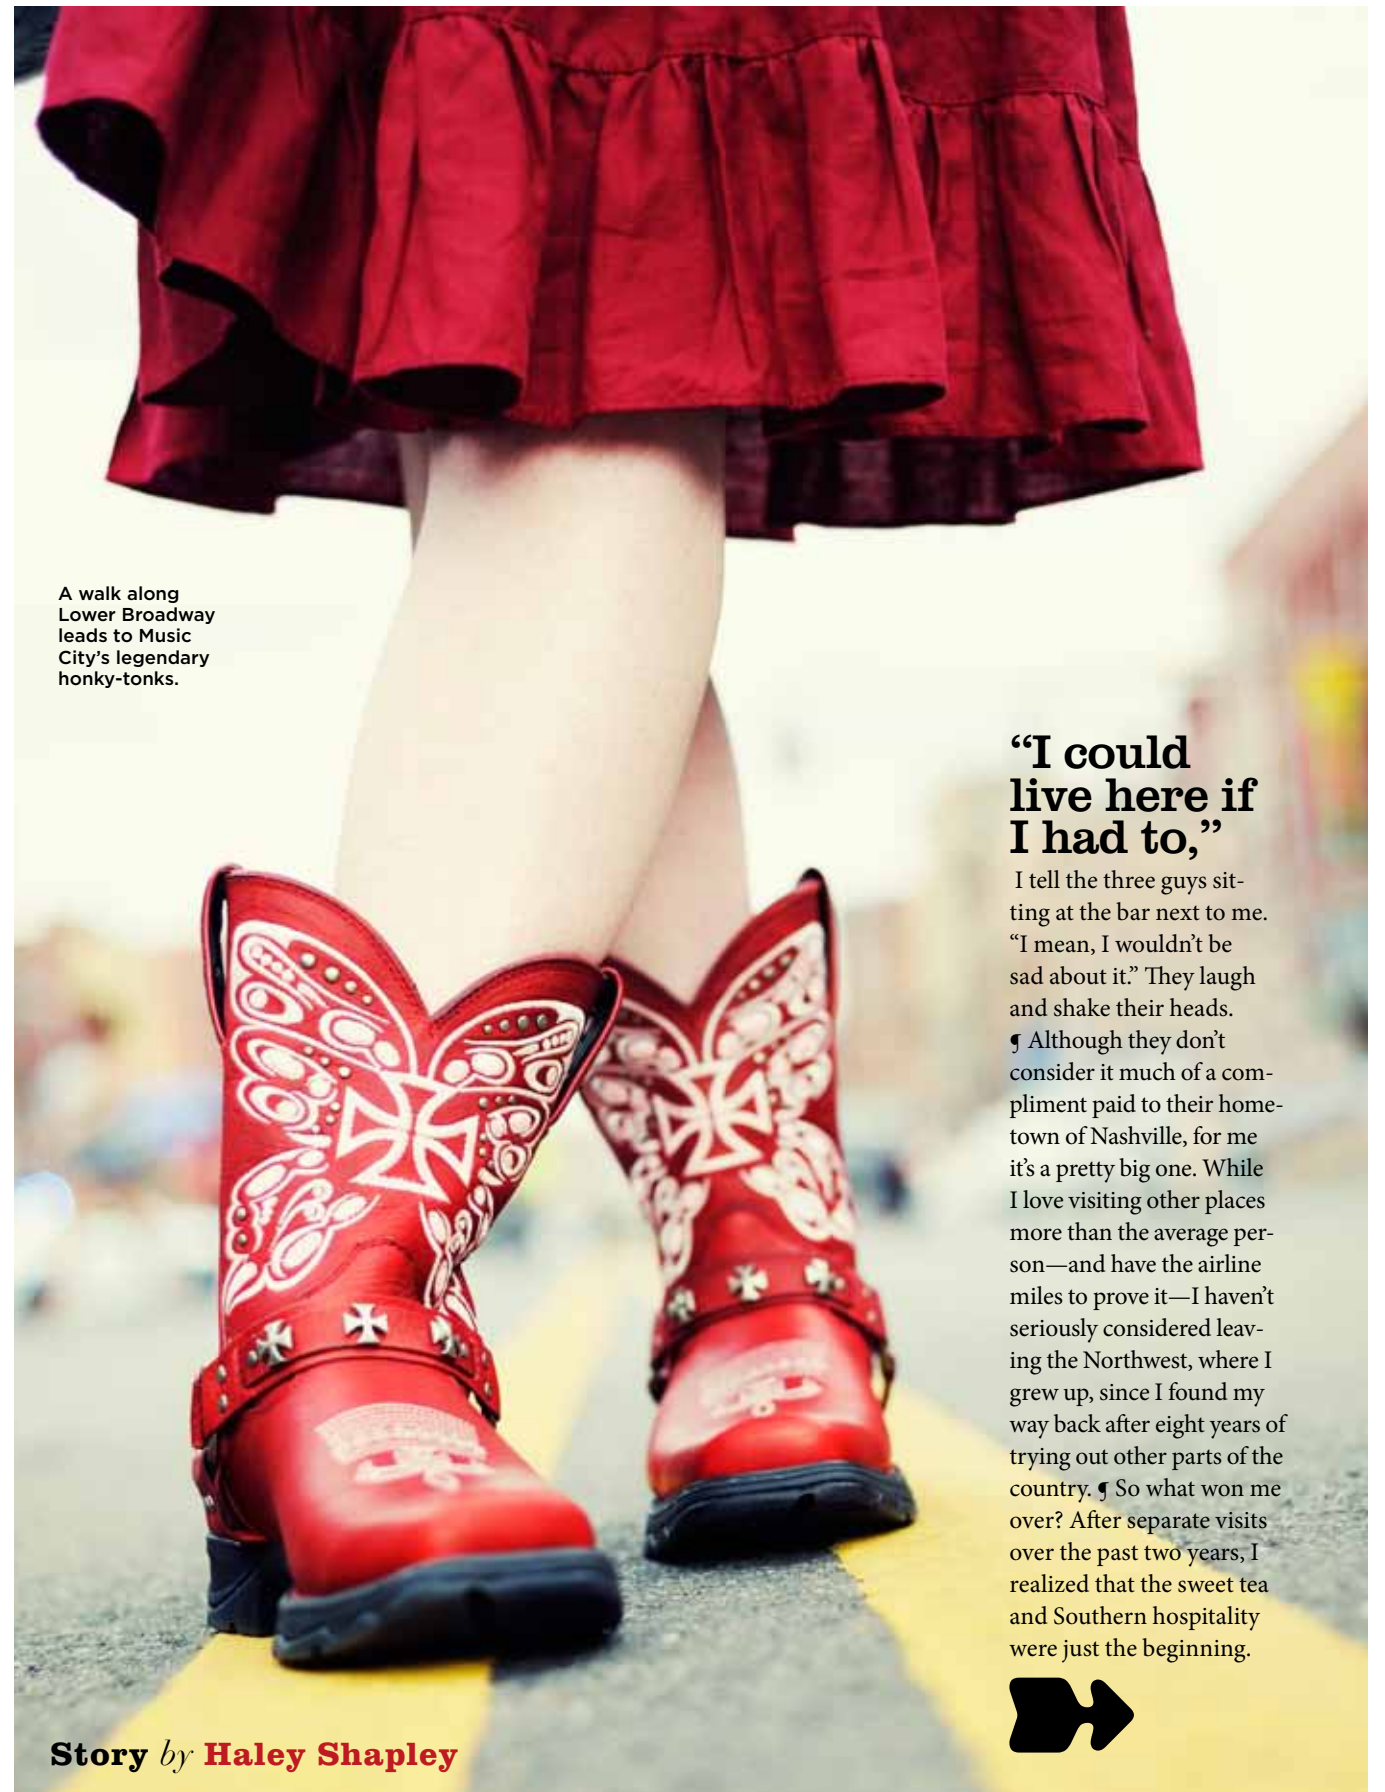 A walk along
Lower Broadway
leads to Music
City’s legendary
honky-tonks.
“I could
live here if
I had to,”
I tell the three guys sit-
ting at the bar next to me.
“I mean, I wouldn’t be
sad about it.” They laugh
and shake their heads.
¶ Although they don’t
consider it much of a com-
pliment paid to their home-
town of Nashville, for me
it’s a pretty big one. While
I love visiting other places
more than the average per-
son—and have the airline
miles to prove it—I haven’t
seriously considered leav-
ing the Northwest, where I
grew up, since I found my
way back after eight years of
trying out other parts of the
country. ¶ So what won me
over? After separate visits
over the past two years, I
realized that the sweet tea
and Southern hospitality
were just the beginning.
Story by Haley Shapley